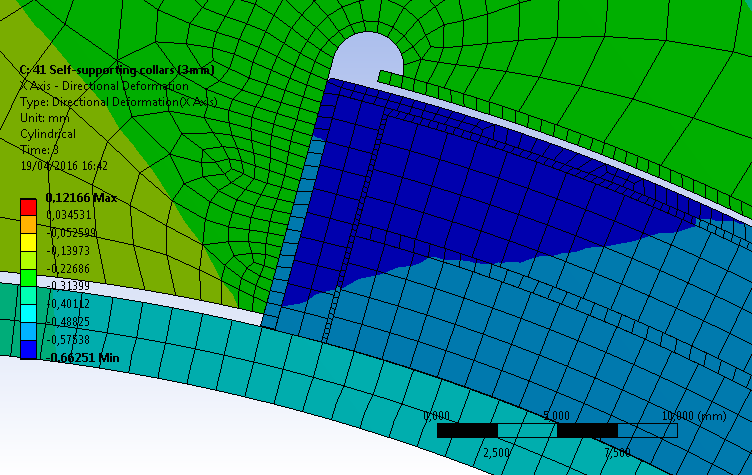 C: 41 Self-supporting collars (3mm)
X Axis - Directional Deformation
Type: Directional Deformation(X Axis)
Unit: mm
Cylindrical
Time: 3
19/04/2016 16:42
0,12166 Max
0,034531
-0,052599
-0,13973
-0,22686
-0,31399
-0,40112
-0,48825
-0,57538
-0,66251 Min
0,000 5,000 10,000 (mm)
2,500 7,500